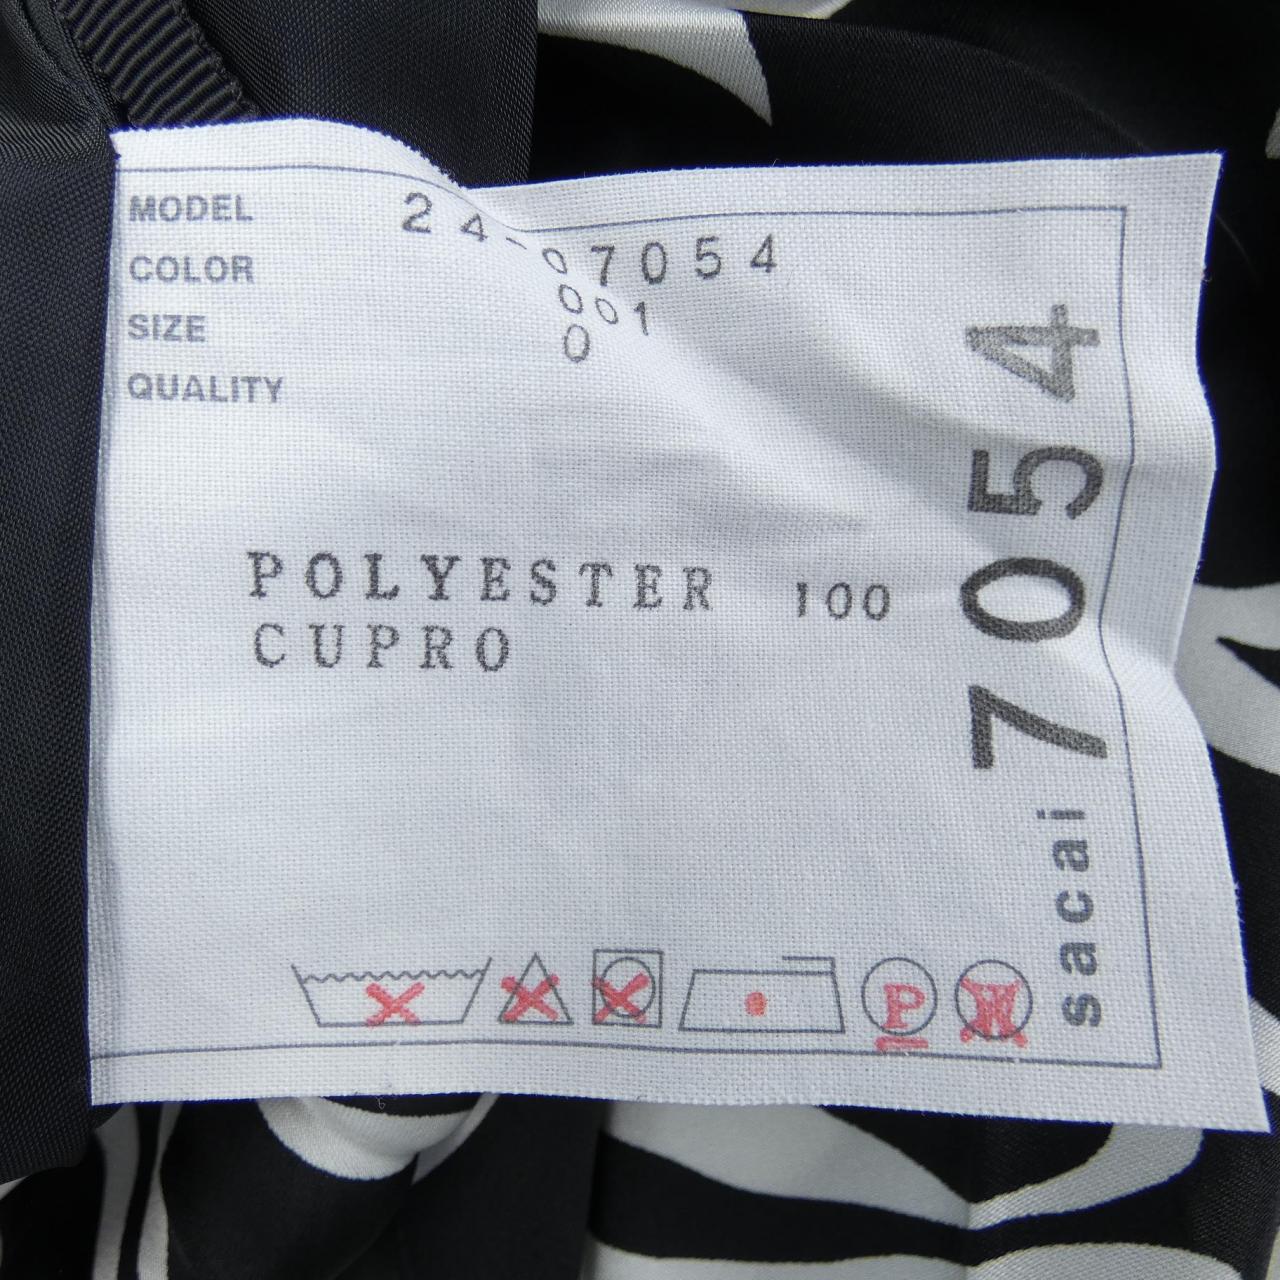 MODEL 24-07054
COLOR 001
SIZE 0
QUALITY
POLYESTER 100
CUPRO
P
W
sacai 7054